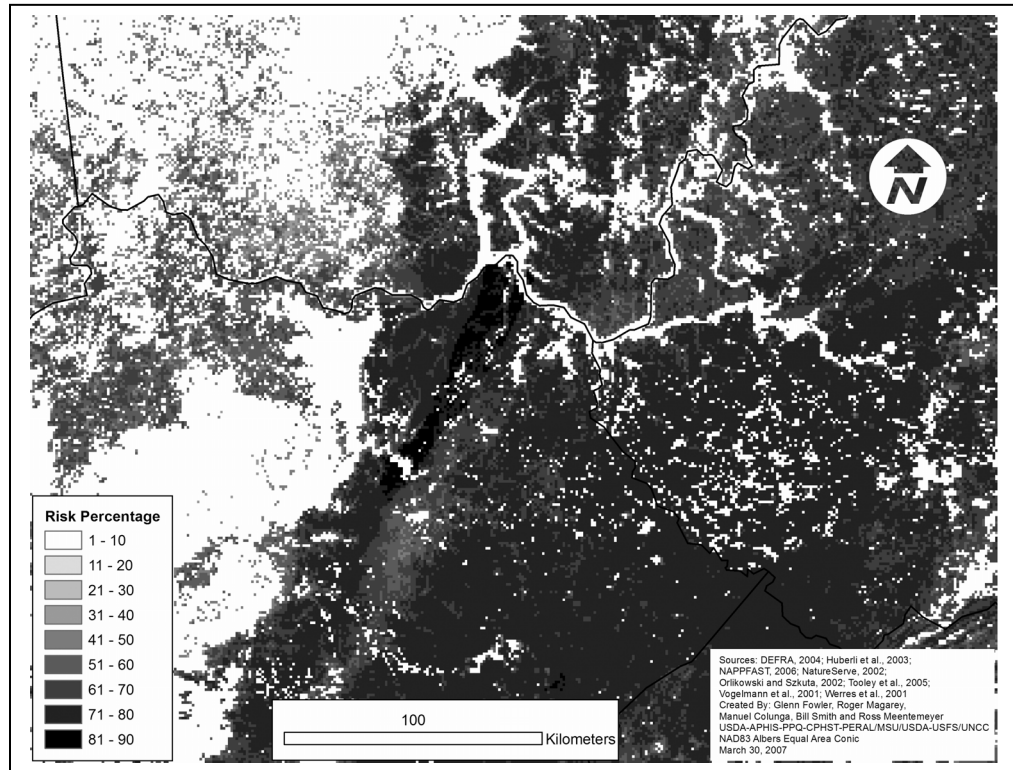 N
Risk Percentage
1 - 10
11 - 20
21 - 30
31 - 40
41 - 50
51 - 60
61 - 70
71 - 80
81 - 90
100
Kilometers
Sources: DEFRA, 2004; Huberli et al., 2003;
NAPPFAST, 2006; NatureServe, 2002;
Orlikowski and Szkuta, 2002; Tooley et al., 2005;
Vogelmann et al., 2001; Werres et al., 2001
Created By: Glenn Fowler, Roger Magarey,
Manuel Colunga, Bill Smith and Ross Meentemeyer
USDA-APHIS-PPQ-CPHST-PERAL/MSU/USDA-USFS/UNCC
NAD83 Albers Equal Area Conic
March 30, 2007